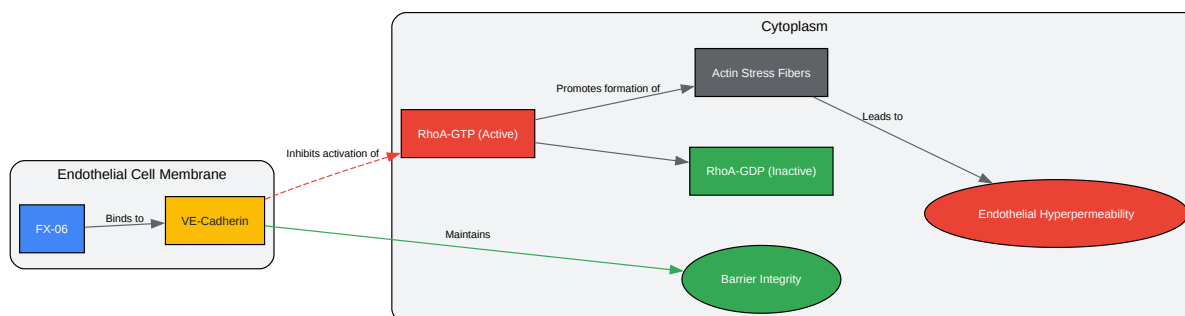 Cytoplasm
Actin Stress Fibers
Promotes formation of
Leads to
RhoA-GTP (Active)
Inhibits activation of
RhoA-GDP (Inactive)
Endothelial Cell Membrane
FX-06
Binds to
VE-Cadherin
Endothelial Hyperpermeability
Maintains
Barrier Integrity